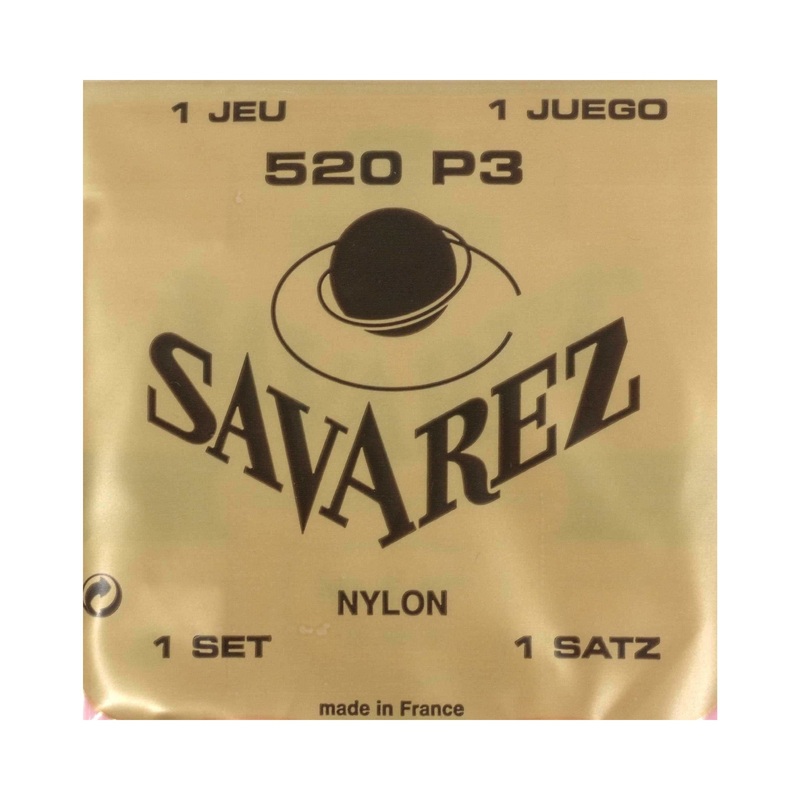 1 JEU 1 JUEGO
520 P3
SAVAREZ
NYLON
1 SET 1 SATZ
made in France